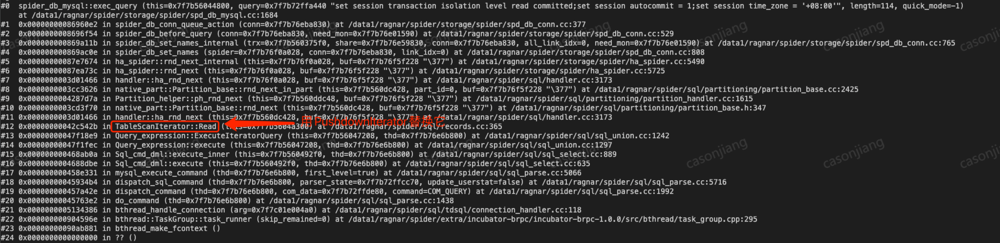 #0  spider_db_mysql::exec_query (this=0x7f7b56044800, query=0x7f7b72ffa440 "set session transaction isolation level read committed;set session autocommit = 1;set session time_zone = '+08:00'", length=114, quick_mode=-1)
    at /data1/ragnar/spider/storage/spider/spd_db_mysql.cc:1684
#1  0x00000000086960e2 in spider_db_conn_queue_action (conn=0x7f7b76eba830) at /data1/ragnar/spider/storage/spider/spd_db_conn.cc:377
#2  0x0000000008696f54 in spider_db_before_query (conn=0x7f7b76eba830, need_mon=0x7f7b76e01590) at /data1/ragnar/spider/storage/spider/spd_db_conn.cc:529
#3  0x000000000869a11b in spider_db_set_names_internal (trx=0x7f7b560375f0, share=0x7f7b76e59830, conn=0x7f7b76eba830, all_link_idx=0, need_mon=0x7f7b76e01590) at /data1/ragnar/spider/storage/spider/spd_db_conn.cc:765
#4  0x000000000869ac0e in spider_db_set_names (spider=0x7f7b76f0a028, conn=0x7f7b76eba830, link_idx=0) at /data1/ragnar/spider/storage/spider/spd_db_conn.cc:808
#5  0x00000000087e7674 in ha_spider::rnd_next_internal (this=0x7f7b76f0a028, buf=0x7f7b76f5f228 "\377") at /data1/ragnar/spider/storage/spider/ha_spider.cc:5490
#6  0x00000000087ea73c in ha_spider::rnd_next (this=0x7f7b76f0a028, buf=0x7f7b76f5f228 "\377") at /data1/ragnar/spider/storage/spider/ha_spider.cc:5725
#7  0x0000000003d01466 in handler::ha_rnd_next (this=0x7f7b76f0a028, buf=0x7f7b76f5f228 "\377") at /data1/ragnar/spider/sql/handler.cc:3173
#8  0x0000000003cc3626 in native_part::Partition_base::rnd_next_in_part (this=0x7f7b560dc428, part_id=0, buf=0x7f7b76f5f228 "\377") at /data1/ragnar/spider/sql/partitioning/partition_base.cc:2425
#9  0x0000000004287d7a in Partition_helper::ph_rnd_next (this=0x7f7b560ddc48, buf=0x7f7b76f5f228 "\377") at /data1/ragnar/spider/sql/partitioning/partition_handler.cc:1615
#10 0x0000000003cd3f70 in native_part::Partition_base::rnd_next (this=0x7f7b560dc428, buf=0x7f7b76f5f228 "\377") at /data1/ragnar/spider/sql/partitioning/partition_base.h:347
#11 0x0000000003d01466 in handler::ha_rnd_next (this=0x7f7b560dc428, buf=0x7f7b76f5f228 "\377") at /data1/ragnar/spider/sql/handler.cc:3173
用PushdownIterator替换它
#12 0x00000000042c542b in TableScanIterator::Read (this=0x7f7b5604a300) at /data1/ragnar/spider/sql/records.cc:365
#13 0x00000000047f18e9 in Query_expression::ExecuteIteratorQuery (this=0x7f7b56047208, thd=0x7f7b76e6b800) at /data1/ragnar/spider/sql/sql_union.cc:1242
#14 0x00000000047f1fec in Query_expression::execute (this=0x7f7b56047208, thd=0x7f7b76e6b800) at /data1/ragnar/spider/sql/sql_union.cc:1297
#15 0x000000000468ab0a in Sql_cmd_dml::execute_inner (this=0x7f7b560492f0, thd=0x7f7b76e6b800) at /data1/ragnar/spider/sql/sql_select.cc:889
#16 0x0000000004688dbe in Sql_cmd_dml::execute (this=0x7f7b560492f0, thd=0x7f7b76e6b800) at /data1/ragnar/spider/sql/sql_select.cc:635
#17 0x000000000458e331 in mysql_execute_command (thd=0x7f7b76e6b800, first_level=true) at /data1/ragnar/spider/sql/sql_parse.cc:5066
#18 0x00000000045934b4 in dispatch_sql_command (thd=0x7f7b76e6b800, parser_state=0x7f7b72ffcc70, update_userstat=false) at /data1/ragnar/spider/sql/sql_parse.cc:5716
#19 0x000000000457a42e in dispatch_command (thd=0x7f7b76e6b800, com_data=0x7f7b72ffde80, command=COM_QUERY) at /data1/ragnar/spider/sql/sql_parse.cc:1992
#20 0x00000000045763e2 in do_command (thd=0x7f7b76e6b800) at /data1/ragnar/spider/sql/sql_parse.cc:1438
#21 0x0000000005134386 in bthread_handle_connection (arg=0x7f7c01e004a0) at /data1/ragnar/spider/sql/tdsql/connection_handler.cc:118
#22 0x000000000904596e in bthread::TaskGroup::task_runner (skip_remained=0) at /data1/ragnar/spider/extra/incubator-brpc/incubator-brpc-1.0.0/src/bthread/task_group.cpp:295
#23 0x00000000090ab881 in bthread_make_fcontext ()
#24 0x0000000000000000 in ?? ()
casonjiang
casonjiang
casonjiang
casonjiang